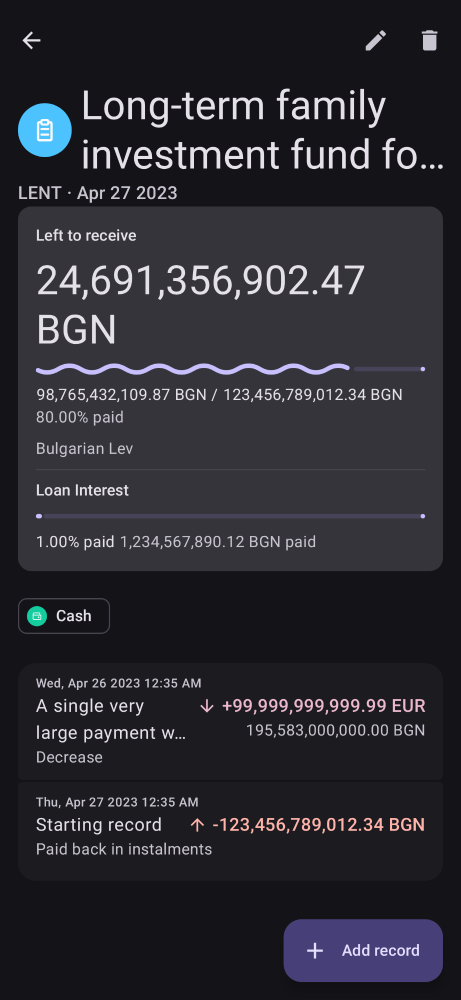 Long-term family
investment fund fo…
LENT · Apr 27 2023
Left to receive
24,691,356,902.47
BGN
98,765,432,109.87 BGN / 123,456,789,012.34 BGN
80.00% paid
Bulgarian Lev
Loan Interest
1.00% paid 1,234,567,890.12 BGN paid
Cash
Wed, Apr 26 2023 12:35 AM
A single very
large payment w…
+99,999,999,999.99 EUR
195,583,000,000.00 BGN
Decrease
Thu, Apr 27 2023 12:35 AM
Starting record
-123,456,789,012.34 BGN
Paid back in instalments
Add record